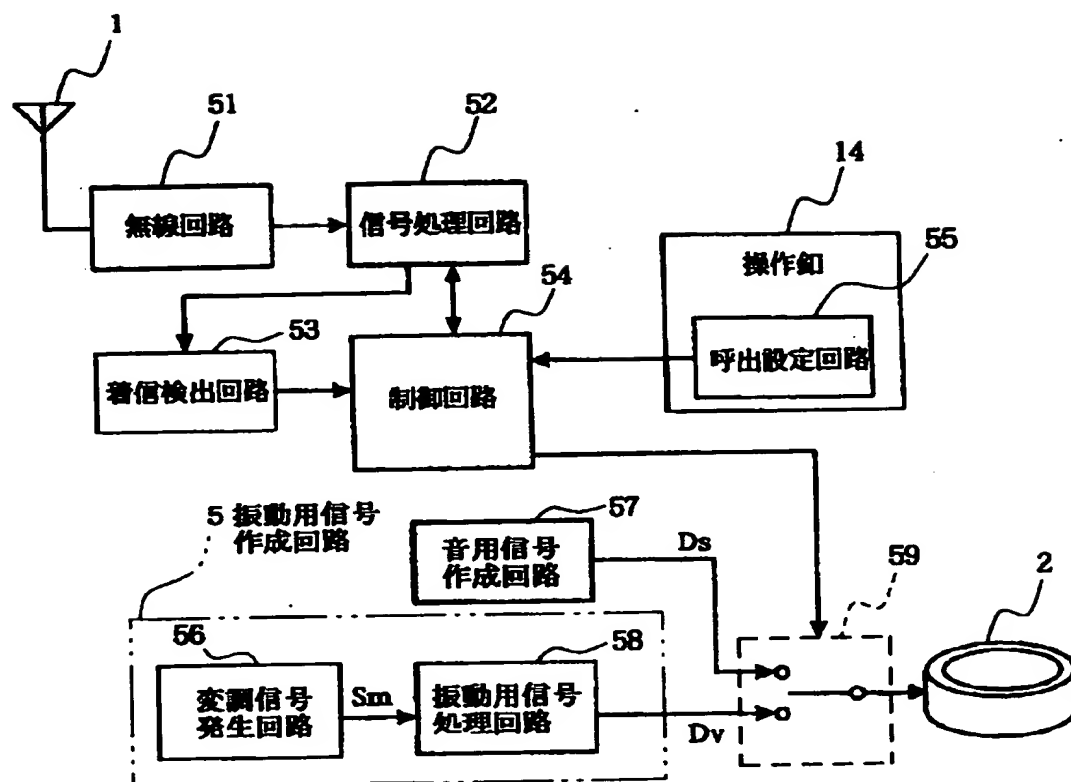 1
51
52
無線回路
信号処理回路
14
操作釦
55
呼出設定回路
53
着信検出回路
54
制御回路
5 振動用信号
作成回路
57
音用信号
作成回路
Ds
59
2
56
変調信号
発生回路
Sm
58
振動用信号
処理回路
Dv